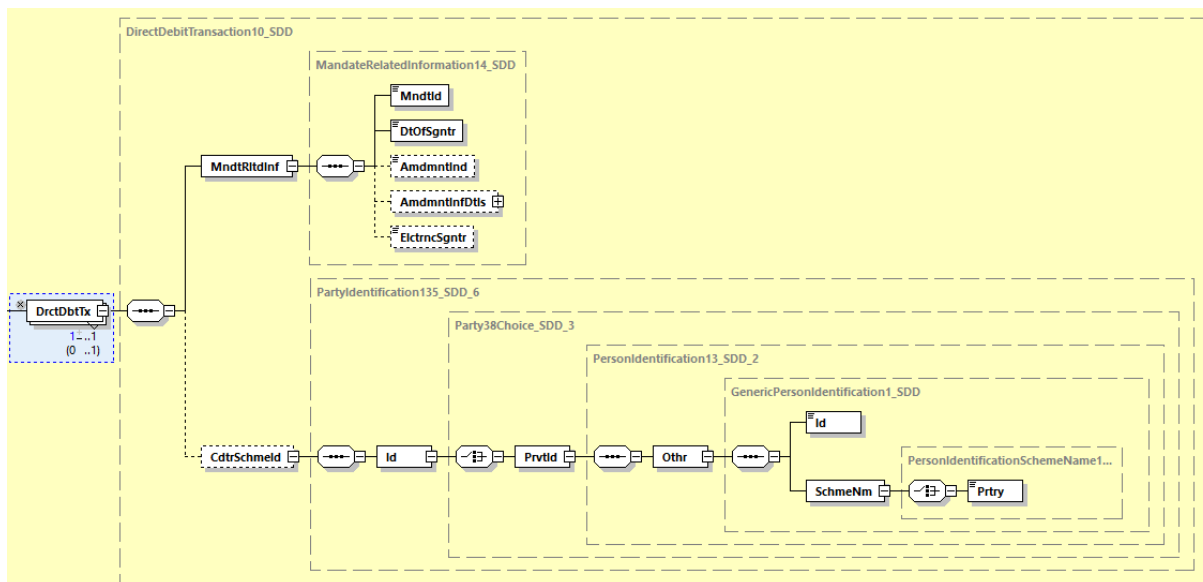 DirectDebitTransaction10_SDD
MandateRelatedInformation14_SDD
MndtId
DtOfSgntr
MndtRltdInf
AmdmntInd
AmdmntInfDtls
ElctrncSgntr
PartyIdentification135_SDD_6
DrctDbtTx
Party38Choice_SDD_3
1..1
(0 ..1)
PersonIdentification13_SDD_2
GenericPersonIdentification1_SDD
Id
CdtrSchmeId
Id
PrvtId
Othr
PersonIdentificationSchemeName1...
SchmeNm
Prtry